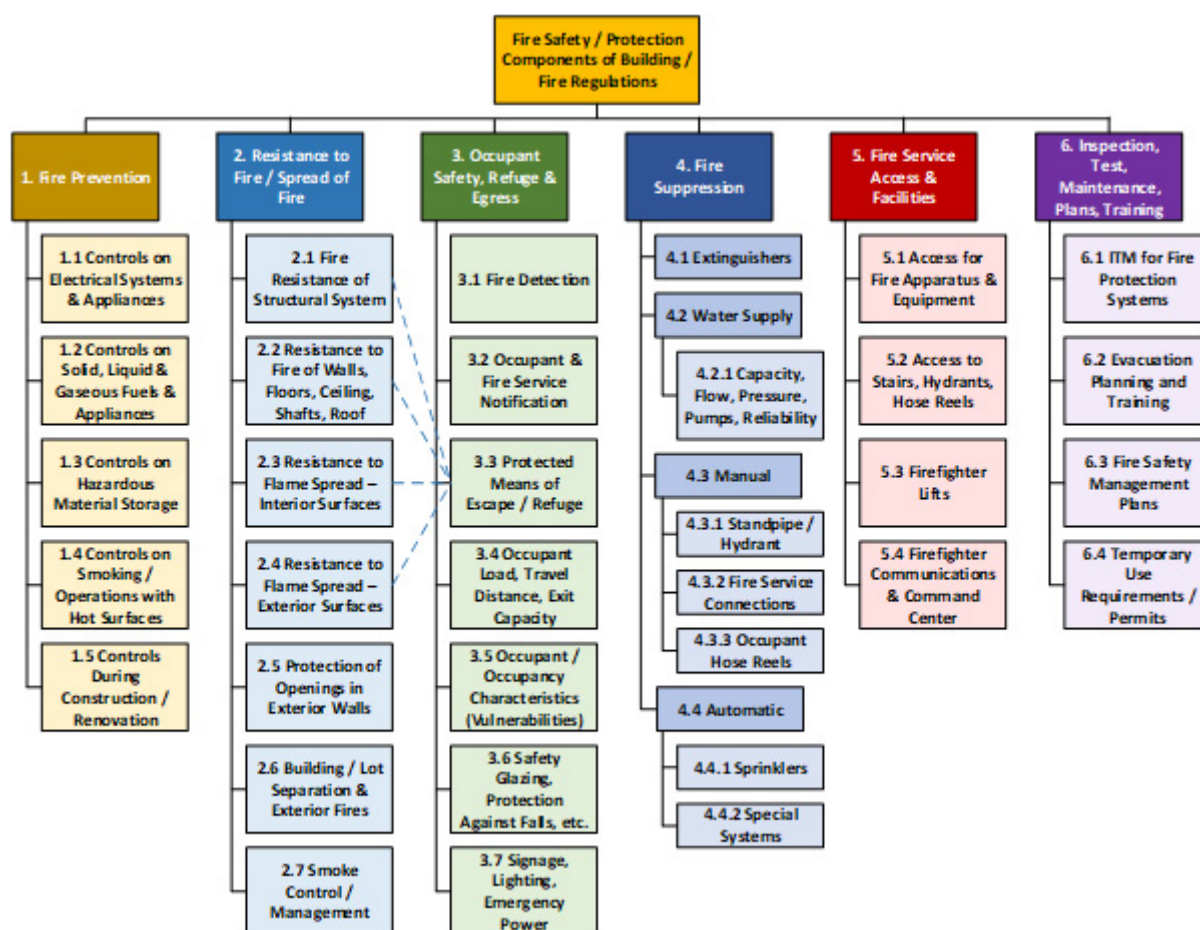 Fire Safety / Protection
Components of Building /
Fire Regulations
1. Fire Prevention
2. Resistance to
Fire / Spread of
Fire
3. Occupant
Safety, Refuge &
Egress
4. Fire
Suppression
5. Fire Service
Access &
Facilities
6. Inspection,
Test,
Maintenance,
Plans, Training
1.1 Controls on
Electrical Systems
& Appliances
1.2 Controls on
Solid, Liquid &
Gaseous Fuels &
Appliances
1.3 Controls on
Hazardous
Material Storage
1.4 Controls on
Smoking /
Operations with
Hot Surfaces
1.5 Controls
During
Construction /
Renovation
2.1 Fire
Resistance of
Structural System
2.2 Resistance to
Fire of Walls,
Floors, Ceiling,
Shafts, Roof
2.3 Resistance to
Flame Spread –
Interior Surfaces
2.4 Resistance to
Flame Spread –
Exterior Surfaces
2.5 Protection of
Openings in
Exterior Walls
2.6 Building / Lot
Separation &
Exterior Fires
2.7 Smoke
Control /
Management
3.1 Fire Detection
3.2 Occupant &
Fire Service
Notification
3.3 Protected
Means of
Escape / Refuge
3.4 Occupant
Load, Travel
Distance, Exit
Capacity
3.5 Occupant /
Occupancy
Characteristics
(Vulnerabilities)
3.6 Safety
Glazing,
Protection
Against Falls, etc.
3.7 Signage,
Lighting,
Emergency
Power
4.1 Extinguishers
4.2 Water Supply
4.2.1 Capacity,
Flow, Pressure,
Pumps, Reliability
4.3 Manual
4.3.1 Standpipe /
Hydrant
4.3.2 Fire Service
Connections
4.3.3 Occupant
Hose Reels
4.4 Automatic
4.4.1 Sprinklers
4.4.2 Special
Systems
5.1 Access for
Fire Apparatus &
Equipment
5.2 Access to
Stairs, Hydrants,
Hose Reels
5.3 Firefighter
Lifts
5.4 Firefighter
Communications
& Command
Center
6.1 ITM for Fire
Protection
Systems
6.2 Evacuation
Planning and
Training
6.3 Fire Safety
Management
Plans
6.4 Temporary
Use
Requirements /
Permits